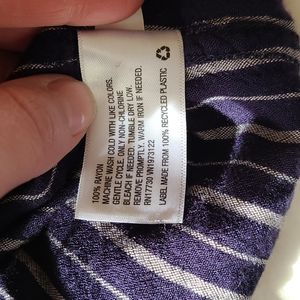 100% RAYON
MACHINE WASH COLD WITH LIKE COLORS.
GENTLE CYCLE. ONLY NON-CHLORINE
BLEACH IF NEEDED. TUMBLE DRY LOW.
REMOVE PROMPTLY. WARM IRON IF NEEDED.
RN17730 VN1973122
LABEL MADE FROM 100% RECYCLED PLASTIC